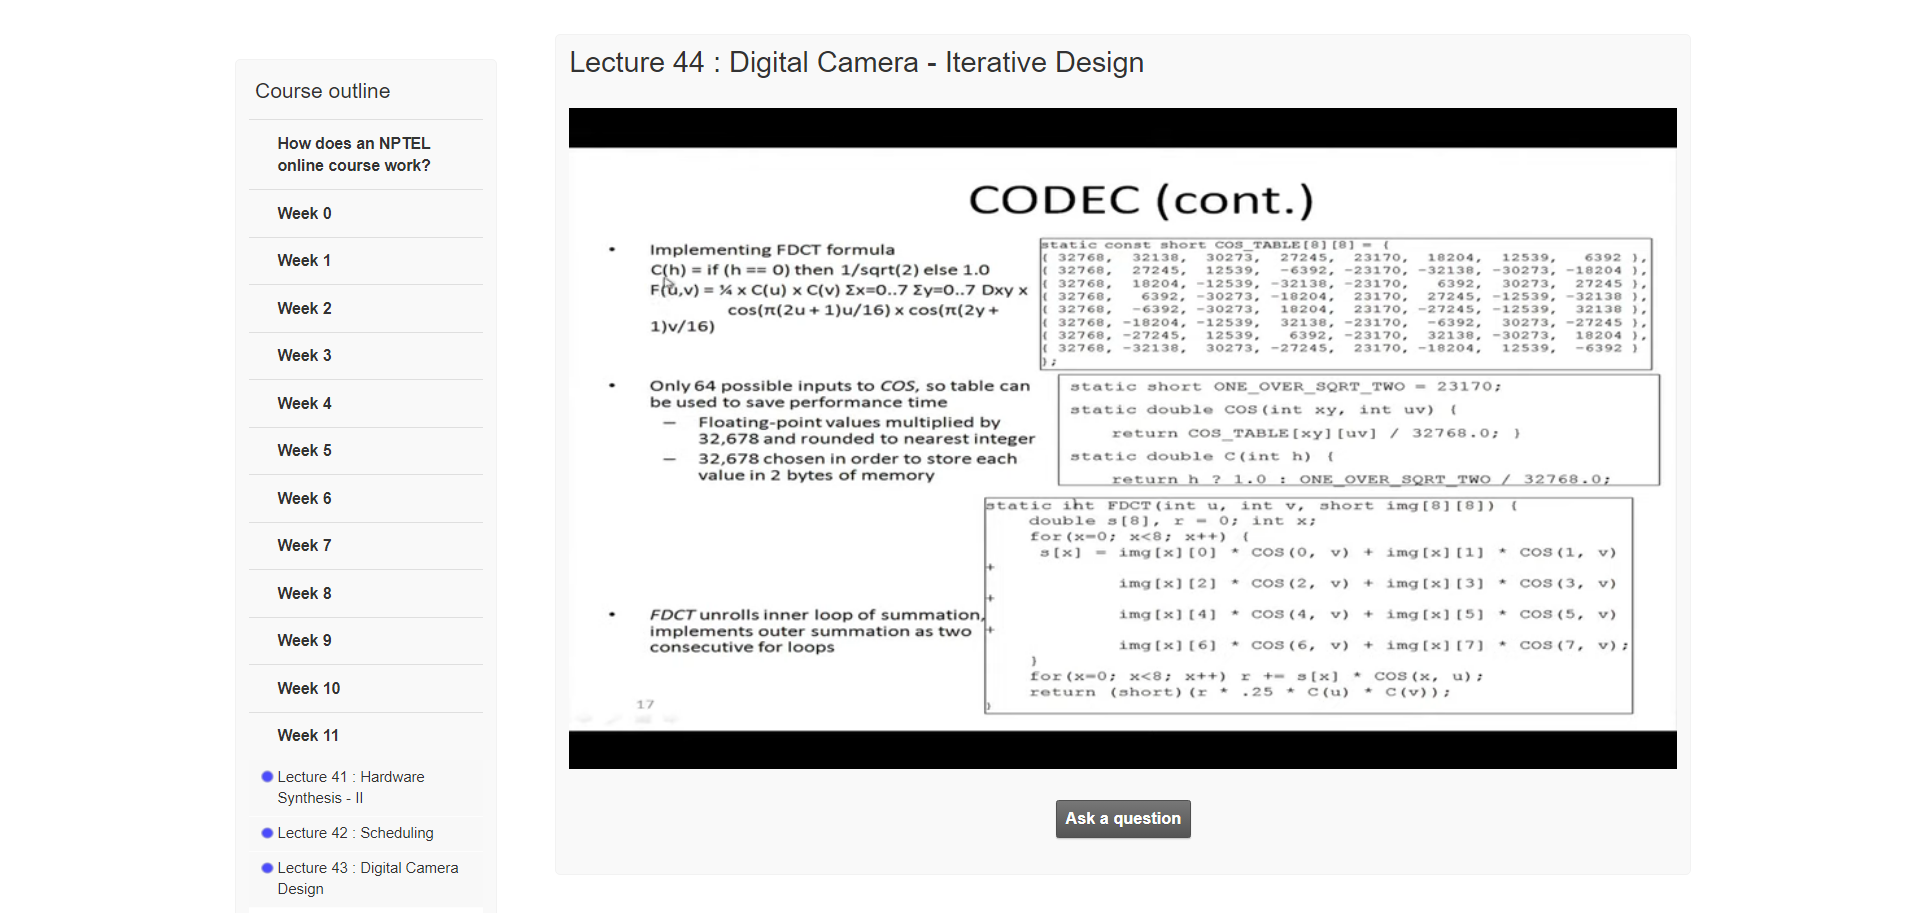 Course outline
How does an NPTEL
online course work?
Week 0
Week 1
Week 2
Week 3
Week 4
Week 5
Week 6
Week 7
Week 8
Week 9
Week 10
Week 11
Lecture 41 : Hardware
Synthesis - II
Lecture 42 : Scheduling
Lecture 43 : Digital Camera
Design
Lecture 44 : Digital Camera - Iterative Design
CODEC (cont.)
• Implementing FDCT formula
C(h) = if (h == 0) then 1/sqrt(2) else 1.0
F(u,v) = ¼ x C(u) x C(v) Σx=0..7 Σy=0..7 Dxy x
cos(π(2u + 1)u/16) x cos(π(2y +
1)v/16)
• Only 64 possible inputs to COS, so table can
be used to save performance time
– Floating-point values multiplied by
32,678 and rounded to nearest integer
– 32,678 chosen in order to store each
value in 2 bytes of memory
• FDCT unrolls inner loop of summation,
implements outer summation as two
consecutive for loops
17
static const short COS_TABLE[8][8] = {
{ 32768, 32138, 30273, 27245, 23170, 18204, 12539, 6392 },
{ 32768, 27245, 12539, -6392, -23170, -32138, -30273, -18204 },
{ 32768, 18204, -12539, -32138, -23170, 6392, 30273, 27245 },
{ 32768, 6392, -30273, -18204, 23170, 27245, -12539, -32138 },
{ 32768, -6392, -30273, 18204, 23170, -27245, -12539, 32138 },
{ 32768, -18204, -12539, 32138, -23170, -6392, 30273, -27245 },
{ 32768, -27245, 12539, 6392, -23170, 32138, -30273, 18204 },
{ 32768, -32138, 30273, -27245, 23170, -18204, 12539, -6392 }
};
static short ONE_OVER_SQRT_TWO = 23170;
static double COS(int xy, int uv) {
return COS_TABLE[xy][uv] / 32768.0; }
static double C(int h) {
return h ? 1.0 : ONE_OVER_SQRT_TWO / 32768.0;
static int FDCT(int u, int v, short img[8][8]) {
double s[8], r = 0; int x;
for(x=0; x<8; x++) {
s[x] = img[x][0] * COS(0, v) + img[x][1] * COS(1, v)
+
img[x][2] * COS(2, v) + img[x][3] * COS(3, v)
+
img[x][4] * COS(4, v) + img[x][5] * COS(5, v)
+
img[x][6] * COS(6, v) + img[x][7] * COS(7, v);
}
for(x=0; x<8; x++) r += s[x] * COS(x, u);
return (short)(r * .25 * C(u) * C(v));
}
Ask a question